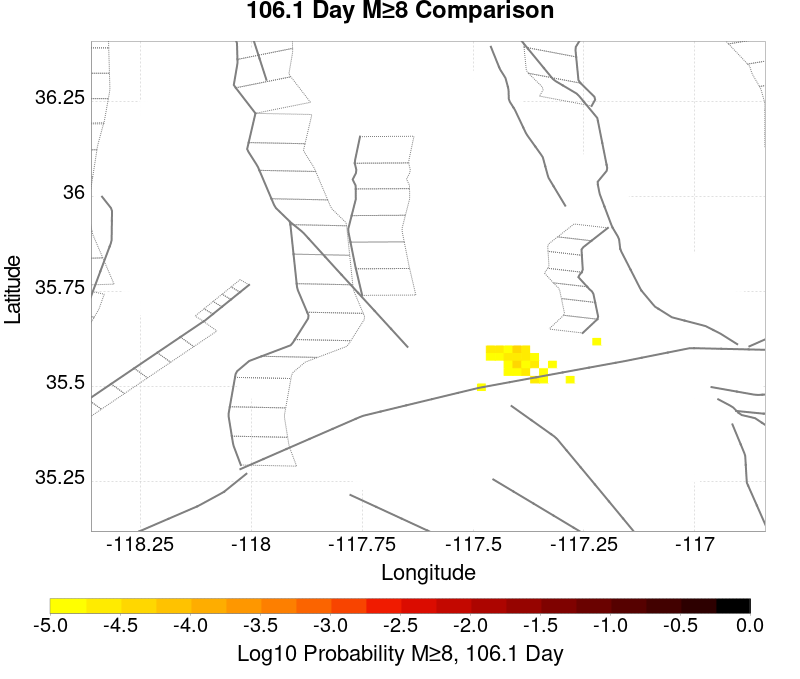 106.1 Day M≥8 Comparison
36.25
36
35.75
35.5
35.25
Latitude
-118.25 -118 -117.75 -117.5 -117.25 -117
Longitude
-5.0 -4.5 -4.0 -3.5 -3.0 -2.5 -2.0 -1.5 -1.0 -0.5 0.0
Log10 Probability M≥8, 106.1 Day